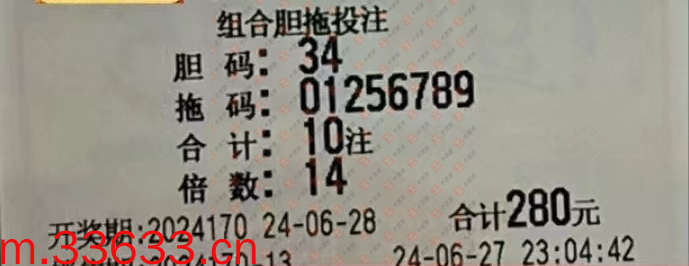 组合胆拖投注
胆 码: 34
拖 码: 01256789
合 计: 10注
倍 数: 14
开奖期:2024170 24-06-28 合计280元
m.33633.cn
2024170-13 24-06-27 23:04:42